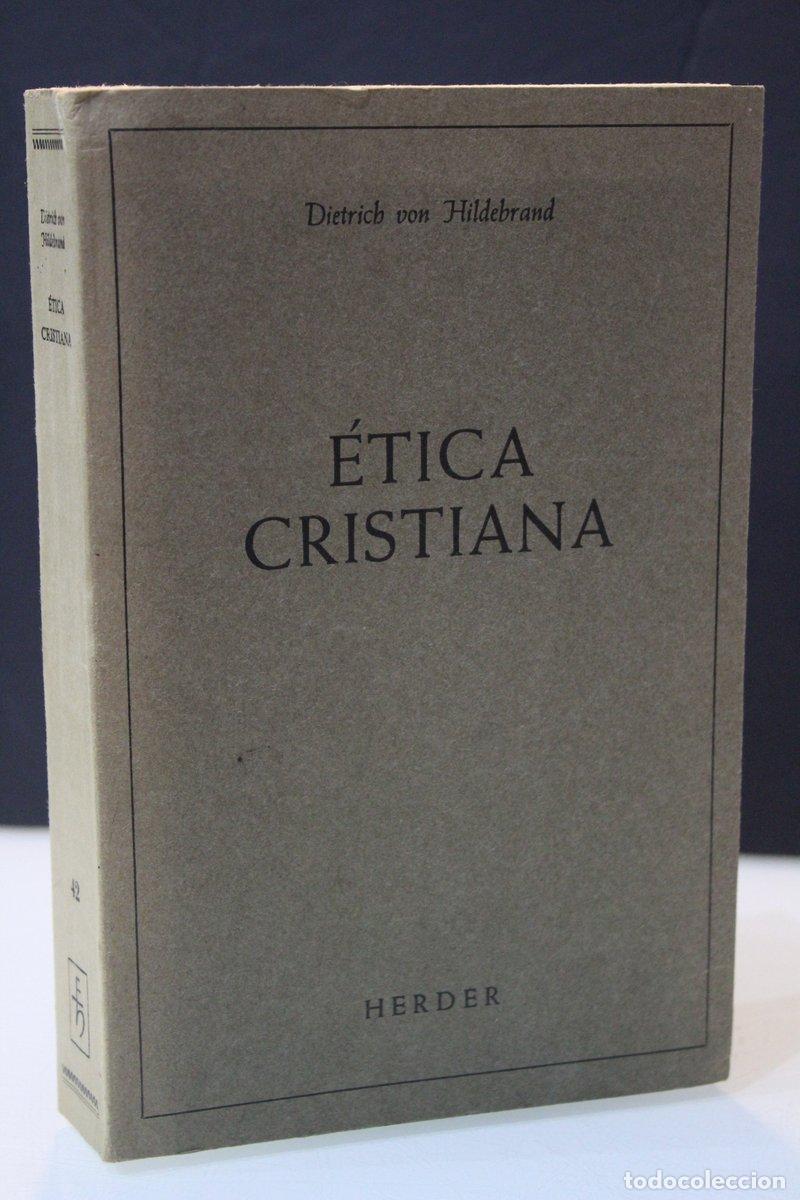 Dietrich von Hildebrand
ÉTICA
CRISTIANA
HERDER
Dietrich von
Hildebrand
ÉTICA
CRISTIANA
42
todocoleccion